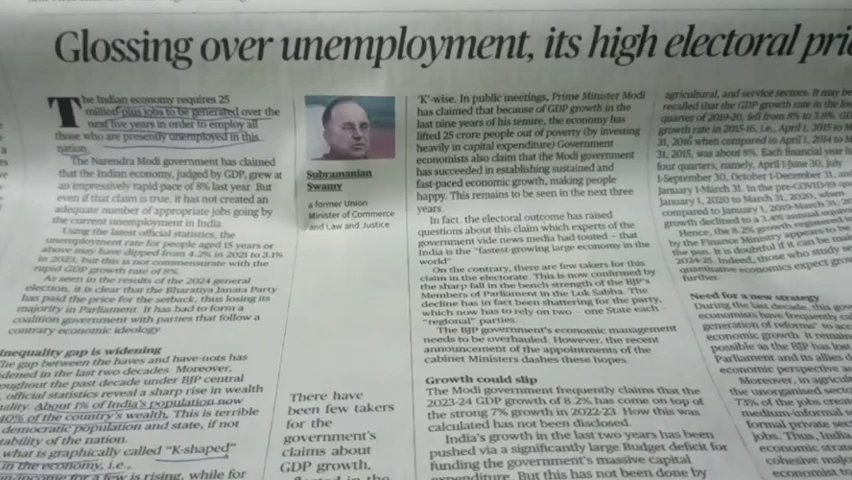 Glossing over unemployment, its high electoral pri
The Indian economy requires 25
million-plus jobs to be generated over the
next five years in order to employ all
those who are presently unemployed in this
nation.
The Narendra Modi government has claimed
that the Indian economy, judged by GDP, grew at
an impressively rapid pace of 8% last year. But
even if that claim is true, it has not created an
adequate number of appropriate jobs going by
the current unemployment in India.
Using the latest official statistics, the
unemployment rate for people aged 15 years or
above may have dipped from 4.2% in 2021 to 3.1%
in 2023, but this is not commensurate with the
rapid GDP growth rate of 8%.
As seen in the results of the 2024 general
election, it is clear that the Bharatiya Janata Party
has paid the price for the setback, thus losing its
majority in Parliament. It has had to form a
coalition government with parties that follow a
contrary economic ideology.
Inequality gap is widening
The gap between the haves and have-nots has
dened in the last two decades. Moreover,
oughout the past decade under BJP central
, official statistics reveal a sharp rise in wealth
ality. About 1% of India's population now
40% of the country's wealth. This is terrible
democratic population and state, if not
tability of the nation.
what is graphically called "K-shaped"
in the economy, i.e.,
income for a few is rising, while for
Subramanian
Swamy
a former Union
Minister of Commerce
and Law and Justice
There have
been few takers
for the
government's
claims about
GDP growth,
'K'-wise. In public meetings, Prime Minister Modi
has claimed that because of GDP growth in the
last nine years of his tenure, the economy has
lifted 25 crore people out of poverty (by investing
heavily in capital expenditure) Government
economists also claim that the Modi government
has succeeded in establishing sustained and
fast-paced economic growth, making people
happy. This remains to be seen in the next three
years.
In fact, the electoral outcome has raised
questions about this claim which experts of the
government vide news media had touted – that
India is the "fastest-growing large economy in the
world"
On the contrary, there are few takers for this
claim in the electorate. This is now confirmed by
the sharp fall in the bench strength of the BJP's
Members of Parliament in the Lok Sabha. The
decline has in fact been shattering for the party,
which now has to rely on two – one State each –
"regional" parties.
The BJP government's economic management
needs to be overhauled. However, the recent
announcement of the appointments of the
cabinet Ministers dashes these hopes.
Growth could slip
The Modi government frequently claims that the
2023-24 GDP growth of 8.2% has come on top of
the strong 7% growth in 2022-23. How this was
calculated has not been disclosed.
India's growth in the last two years has been
pushed via a significantly large Budget deficit for
funding the government's massive capital
expenditure. But this has not been done by
agricultural, and service sectors. It may be
recalled that the GDP growth rate in the fou
quarter of 2019-20, fell from 8% to 3.8%. GD
growth rate in 2015-16, i.e., April 1, 2015 to M
31, 2016 when compared to April 1, 2014 to M
31, 2015, was about 8%. Each financial year h
four quarters, namely, April 1-June 30, July
1-September 30, October 1-December 31, an
January 1-March 31. In the pre-COVID-19 qu
January 1, 2020 to March 31, 2020, when
compared to January 1, 2019-March 31, 20
growth declined to a 3.4% annual
Hence, the 8.2% growth registered
by the Finance Ministry appears to be
the pan. It is doubtful if it can be sus
2024-25. Indeed, those who study se
quantitative economics expect grow
further.
Need for a new strategy
During the last decade, this gov
economists have frequently cal
generation of reforms" to acc
economic growth. It remain
possible as the BJP has lost
Parliament and its allies d
economic perspective a
Moreover, in agricul
the unorganised secto
73% of the jobs crea
medium-informal s
formal private sect
jobs. Thus, India
economic strate
cohesive majo
economist to